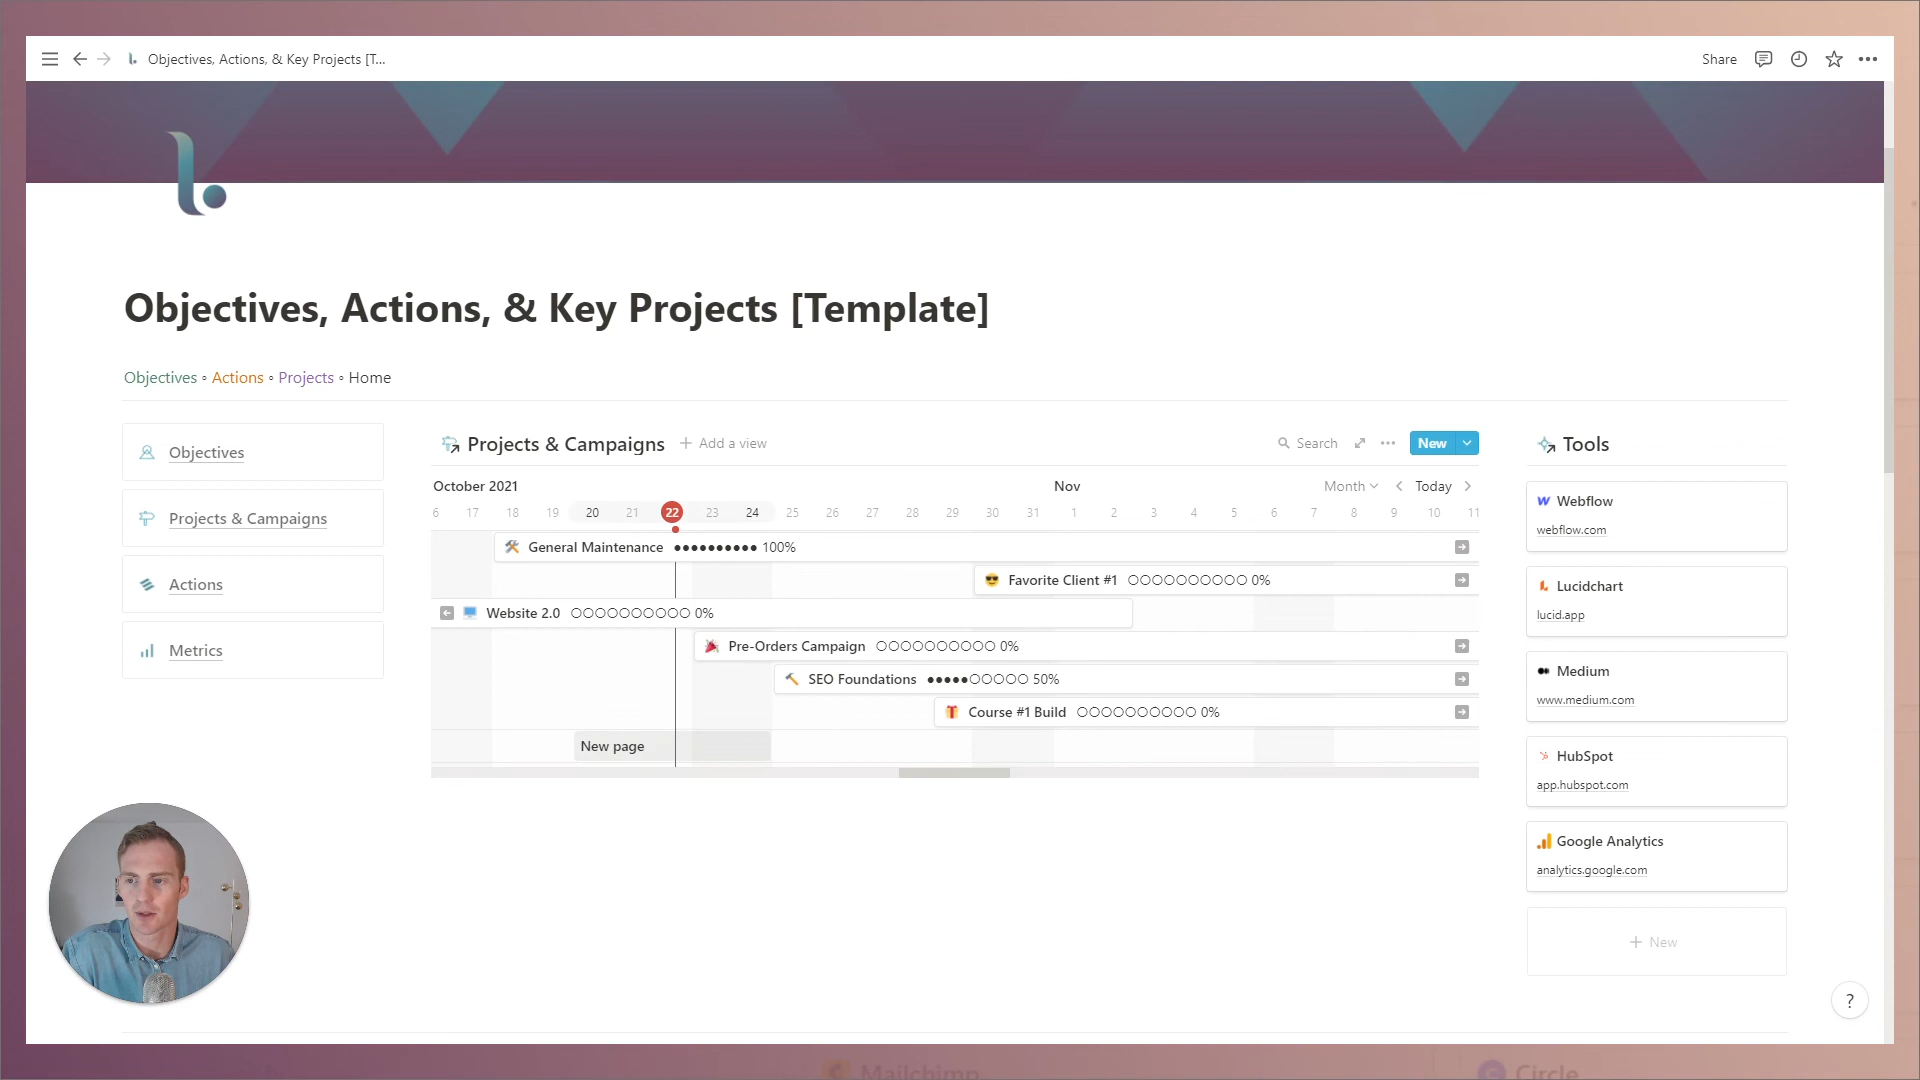 Objectives, Actions, & Key Projects [T...
Share
Objectives, Actions, & Key Projects [Template]
Objectives ∘ Actions ∘ Projects ∘ Home
Objectives
Projects & Campaigns
Actions
Metrics
Projects & Campaigns
+ Add a view
Search
New
October 2021
Nov
Month
Today
6 17 18 19 20 21 22 23 24 25 26 27 28 29 30 31 1 2 3 4 5 6 7 8 9 10 11
General Maintenance ●●●●●●●●●● 100%
Favorite Client #1 ○○○○○○○○○○ 0%
Website 2.0 ○○○○○○○○○○ 0%
Pre-Orders Campaign ○○○○○○○○○○ 0%
SEO Foundations ●●●●●○○○○○ 50%
Course #1 Build ○○○○○○○○○○ 0%
New page
Tools
Webflow
webflow.com
Lucidchart
lucid.app
Medium
www.medium.com
HubSpot
app.hubspot.com
Google Analytics
analytics.google.com
+ New
?
Mailchimp
Circle